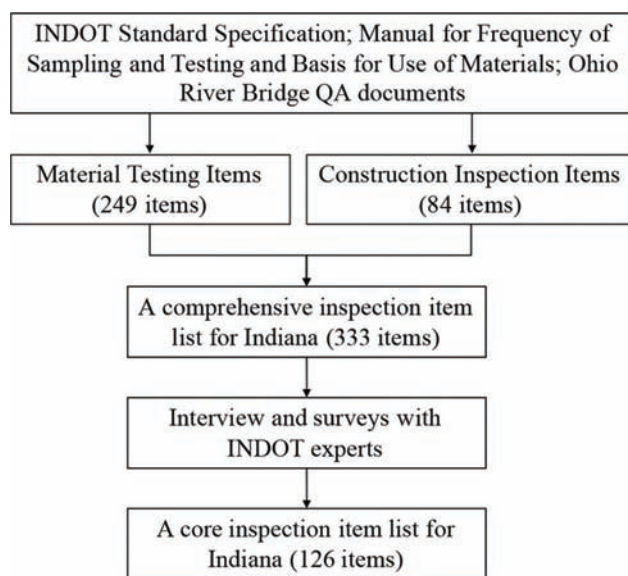 INDOT Standard Specification; Manual for Frequency of
Sampling and Testing and Basis for Use of Materials; Ohio
River Bridge QA documents
Material Testing Items
(249 items)
Construction Inspection Items
(84 items)
A comprehensive inspection item
list for Indiana (333 items)
Interview and surveys with
INDOT experts
A core inspection item list for
Indiana (126 items)